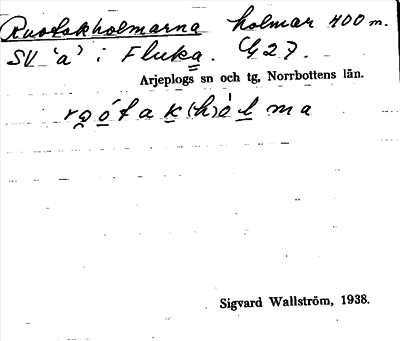 Ruotakholmarna holmar 400 m.
SV 'a' i Fluka. G27.
Arjeplogs sn och tg, Norrbottens län.
Sigvard Wallström, 1938.